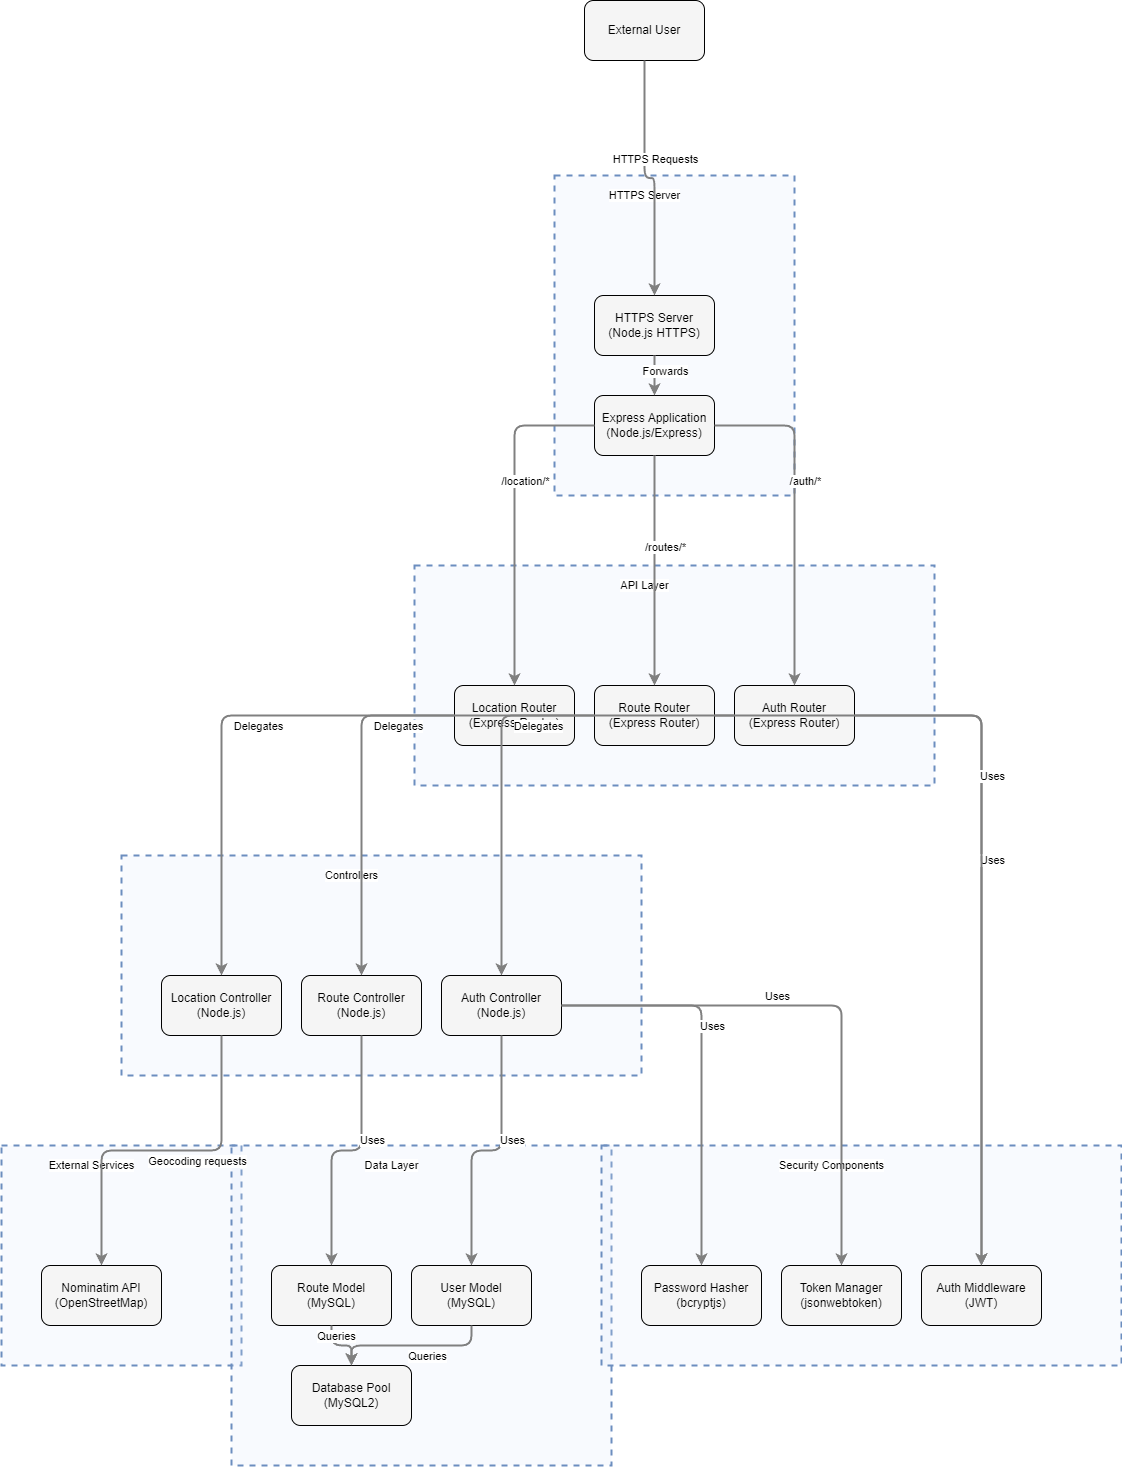 External User
HTTPS Requests
HTTPS Server
HTTPS Server
(Node.js HTTPS)
Forwards
Express Application
(Node.js/Express)
/location/*
/auth/*
/routes/*
API Layer
Location Router
(Express Router)
Route Router
(Express Router)
Auth Router
(Express Router)
Delegates
Delegates
Delegates
Uses
Uses
Controllers
Location Controller
(Node.js)
Route Controller
(Node.js)
Auth Controller
(Node.js)
Uses
Uses
Uses
Uses
External Services
Geocoding requests
Data Layer
Security Components
Nominatim API
(OpenStreetMap)
Route Model
(MySQL)
User Model
(MySQL)
Password Hasher
(bcryptjs)
Token Manager
(jsonwebtoken)
Auth Middleware
(JWT)
Queries
Queries
Database Pool
(MySQL2)